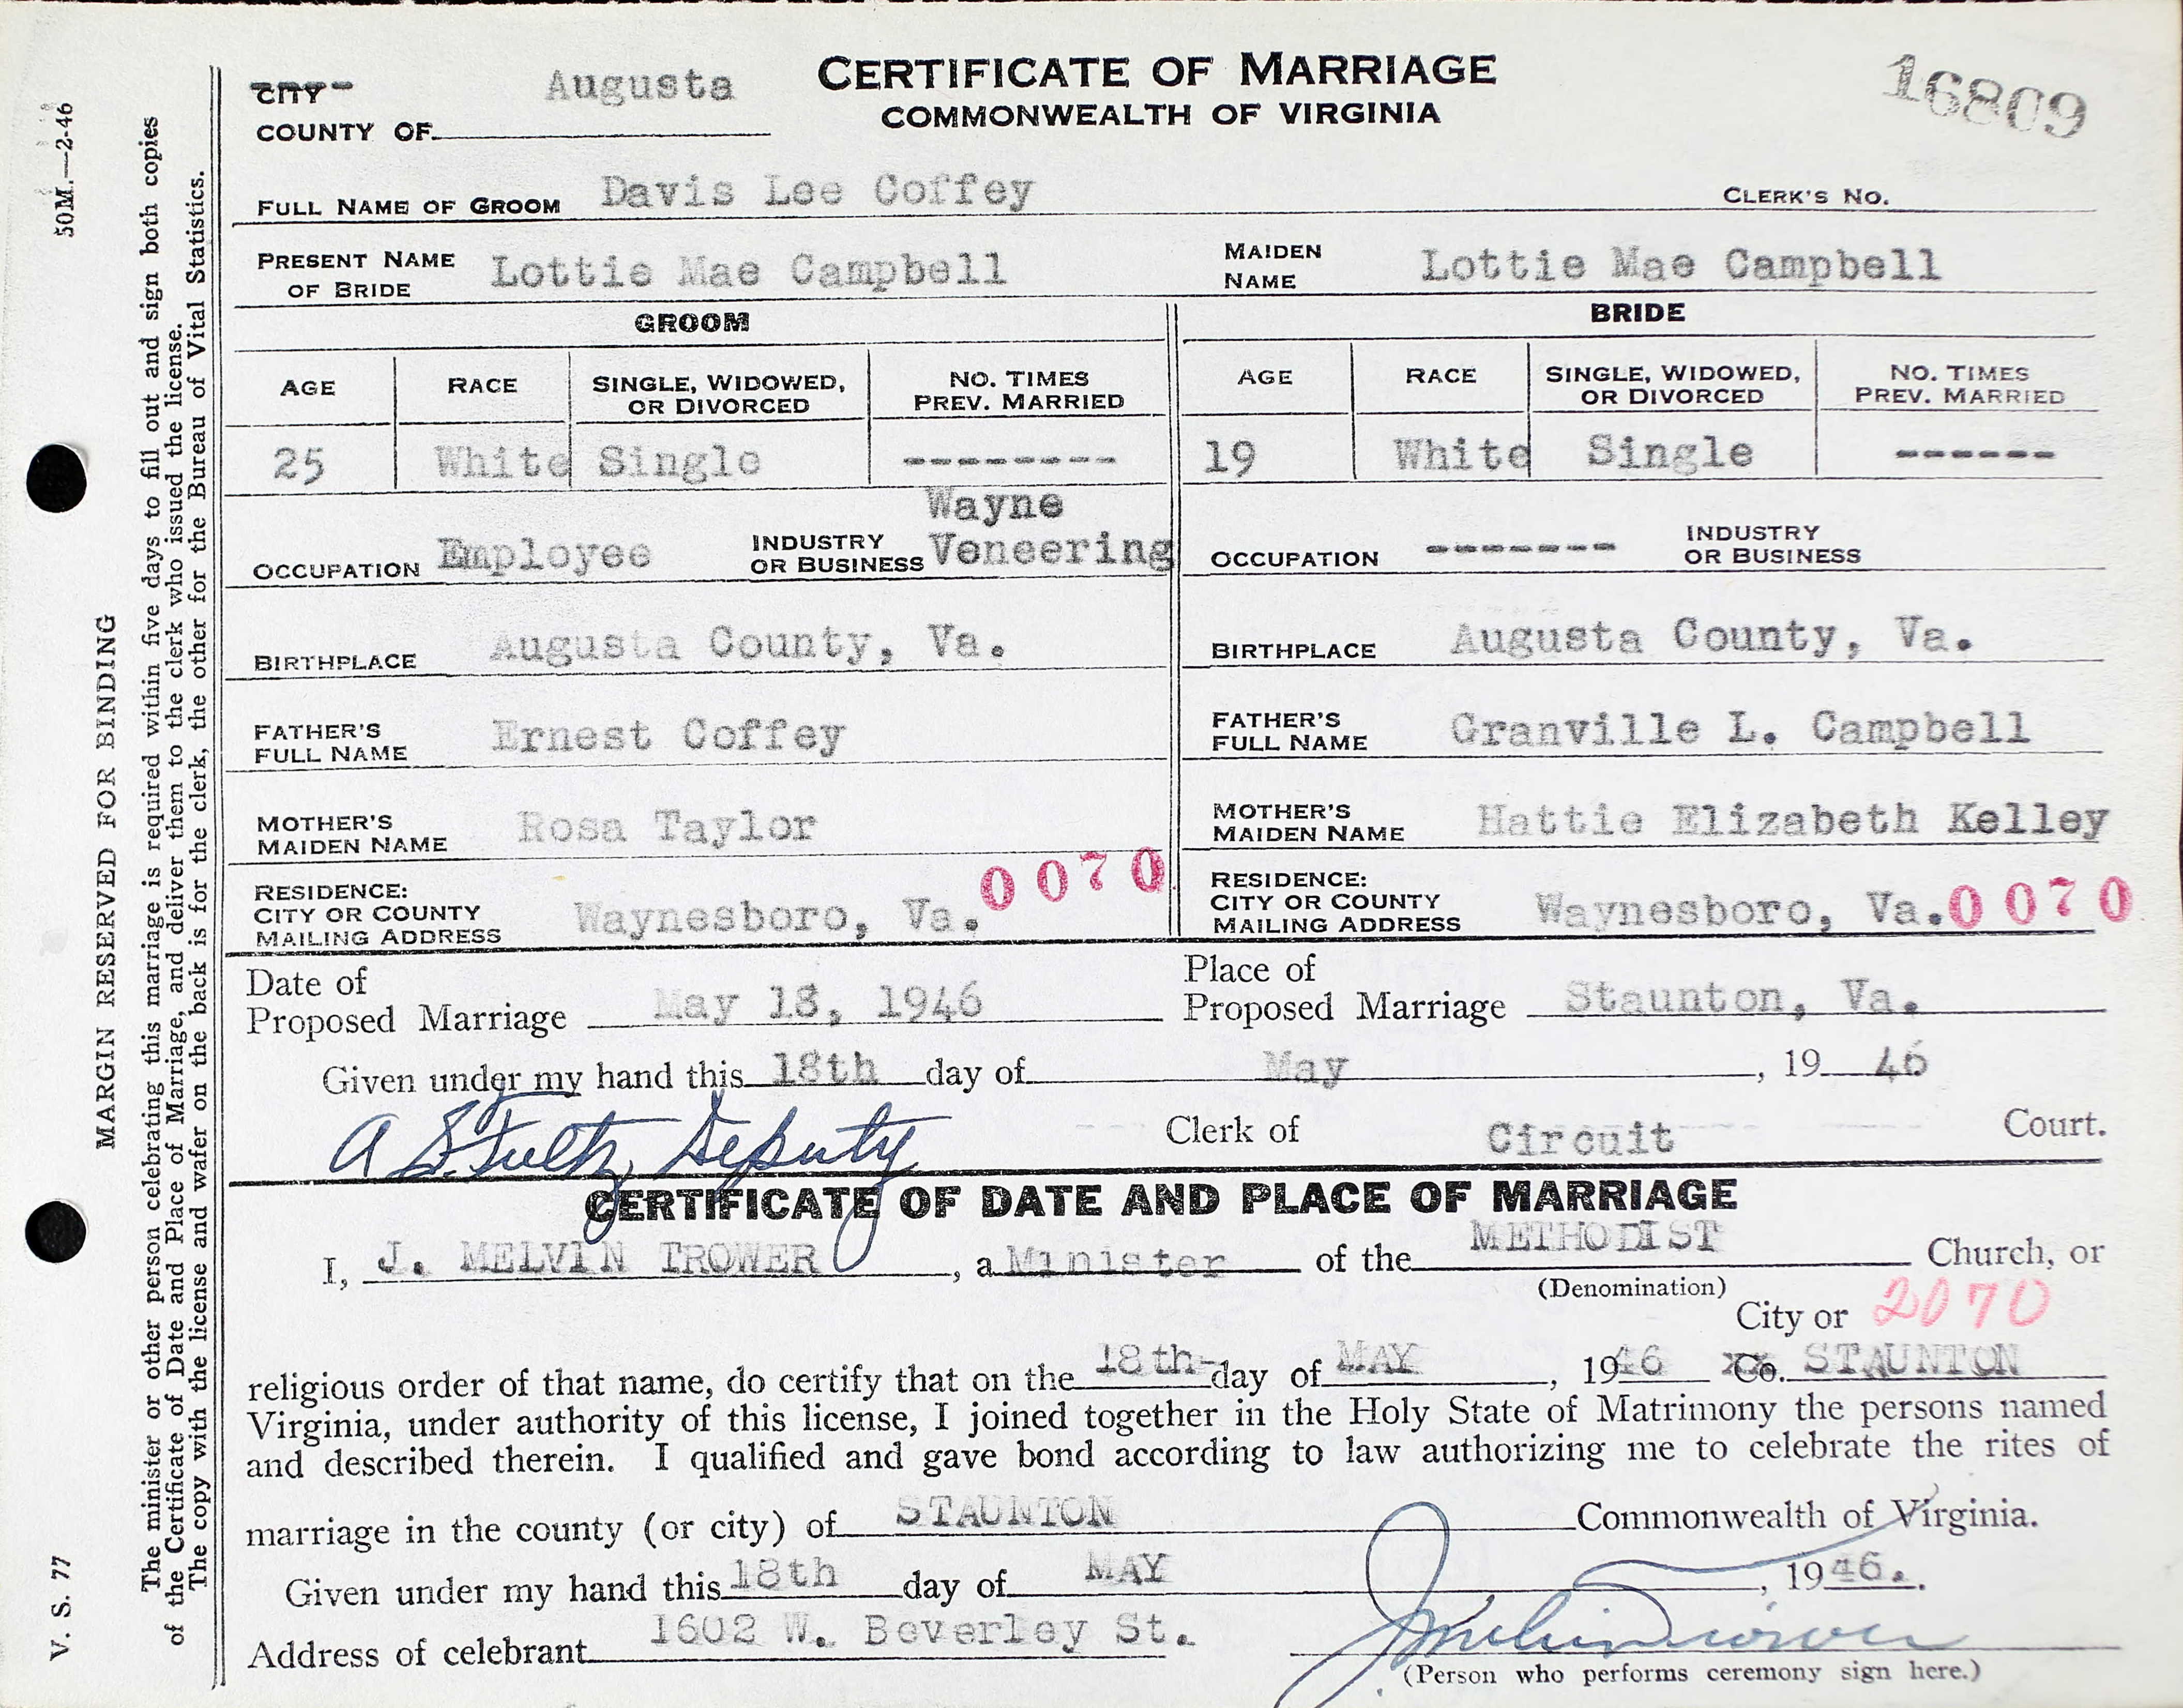 CITY Augusta CERTIFICATE OF MARRIAGE 16809
COUNTY OF COMMONWEALTH OF VIRGINIA
FULL NAME OF GROOM Davis Lee Coffey CLERK'S NO.
PRESENT NAME OF BRIDE Lottie Mae Campbell MAIDEN NAME Lottie Mae Campbell
GROOM BRIDE
AGE RACE SINGLE, WIDOWED, OR DIVORCED NO. TIMES PREV. MARRIED AGE RACE SINGLE, WIDOWED, OR DIVORCED NO. TIMES PREV. MARRIED
25 White Single -------- 19 White Single ------
OCCUPATION Employee INDUSTRY OR BUSINESS Wayne Veneering OCCUPATION ------- INDUSTRY OR BUSINESS
BIRTHPLACE Augusta County, Va. BIRTHPLACE Augusta County, Va.
FATHER'S FULL NAME Ernest Coffey FATHER'S FULL NAME Granville L. Campbell
MOTHER'S MAIDEN NAME Rosa Taylor MOTHER'S MAIDEN NAME Hattie Elizabeth Kelley
RESIDENCE: CITY OR COUNTY MAILING ADDRESS Waynesboro, Va. 0070 RESIDENCE: CITY OR COUNTY MAILING ADDRESS Waynesboro, Va. 0070
Date of Proposed Marriage May 18, 1946 Place of Proposed Marriage Staunton, Va.
Given under my hand this 18th day of May, 19 46
A S. Fultz, Deputy Clerk of Circuit Court.
CERTIFICATE OF DATE AND PLACE OF MARRIAGE
I, J. MELVIN TROWER, a Minister of the METHODIST Church, or
(Denomination)
City or 2070
religious order of that name, do certify that on the 18th day of MAY, 1946 xx Co. STAUNTON
Virginia, under authority of this license, I joined together in the Holy State of Matrimony the persons named
and described therein. I qualified and gave bond according to law authorizing me to celebrate the rites of
marriage in the county (or city) of STAUNTON Commonwealth of Virginia.
Given under my hand this 18th day of MAY, 1946.
Address of celebrant 1602 W. Beverley St. J Melvin Trower
(Person who performs ceremony sign here.)
V. S. 77 MARGIN RESERVED FOR BINDING 50M.—2-46
The minister or other person celebrating this marriage is required within five days to fill out and sign both copies
of the Certificate of Date and Place of Marriage, and deliver them to the clerk who issued the license.
The copy with the license and wafer on the back is for the clerk, the other for the Bureau of Vital Statistics.